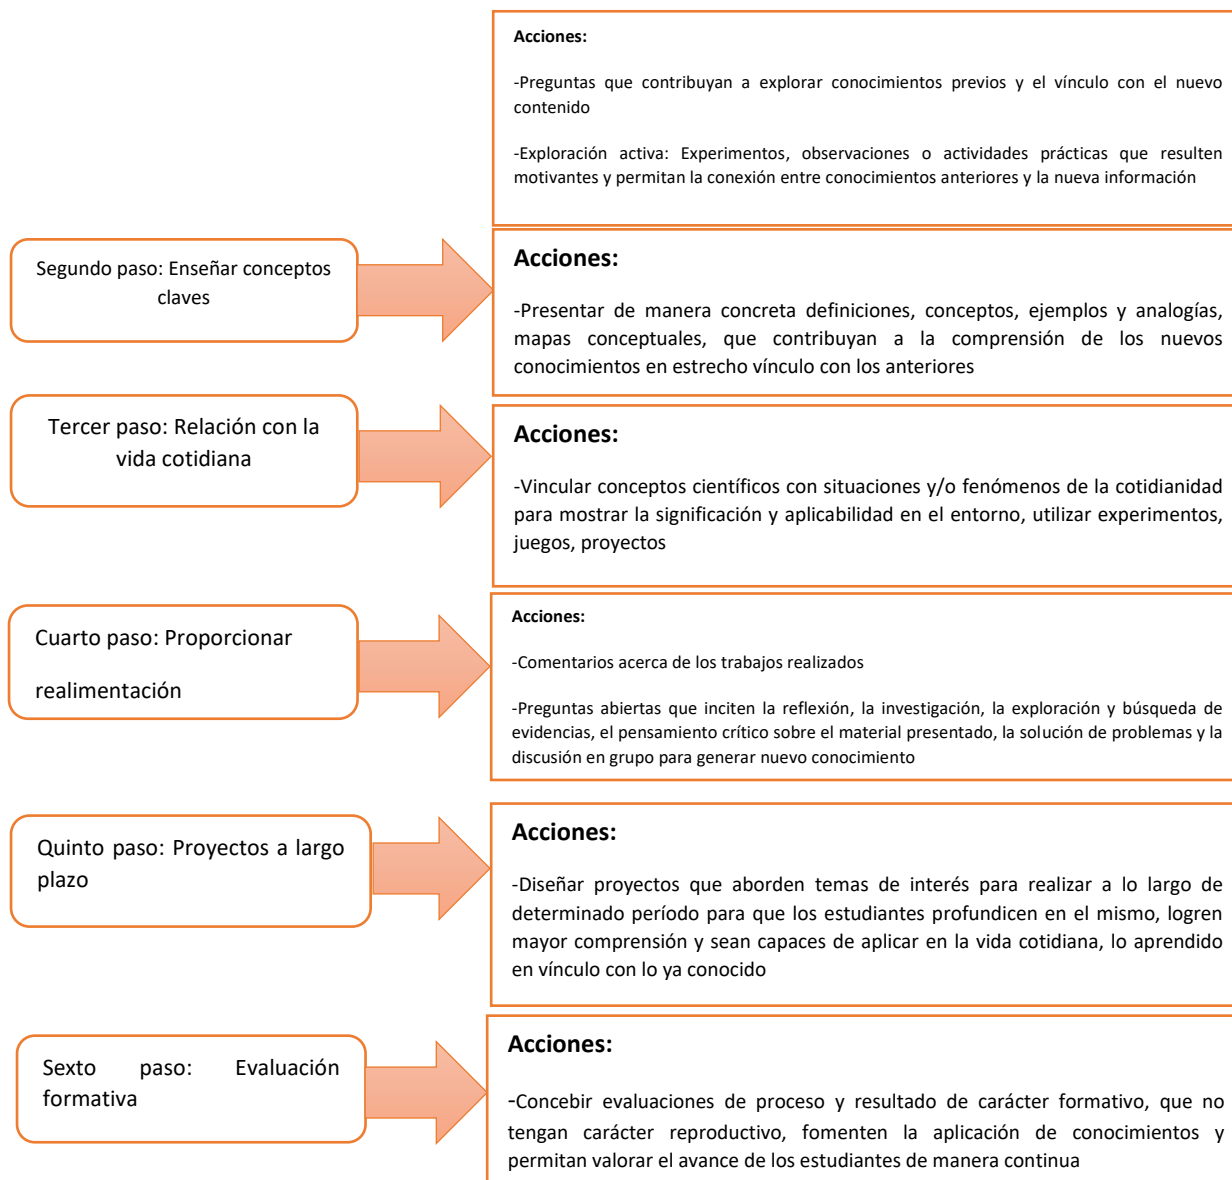 Acciones:
-Preguntas que contribuyan a explorar conocimientos previos y el vínculo con el nuevo
contenido
-Exploración activa: Experimentos, observaciones o actividades prácticas que resulten
motivantes y permitan la conexión entre conocimientos anteriores y la nueva información
Segundo paso: Enseñar conceptos
claves
Acciones:
-Presentar de manera concreta definiciones, conceptos, ejemplos y analogías,
mapas conceptuales, que contribuyan a la comprensión de los nuevos
conocimientos en estrecho vínculo con los anteriores
Tercer paso: Relación con la
vida cotidiana
Acciones:
-Vincular conceptos científicos con situaciones y/o fenómenos de la cotidianidad
para mostrar la significación y aplicabilidad en el entorno, utilizar experimentos,
juegos, proyectos
Cuarto paso: Proporcionar
realimentación
Acciones:
-Comentarios acerca de los trabajos realizados
-Preguntas abiertas que inciten la reflexión, la investigación, la exploración y búsqueda de
evidencias, el pensamiento crítico sobre el material presentado, la solución de problemas y la
discusión en grupo para generar nuevo conocimiento
Quinto paso: Proyectos a largo
plazo
Acciones:
-Diseñar proyectos que aborden temas de interés para realizar a lo largo de
determinado período para que los estudiantes profundicen en el mismo, logren
mayor comprensión y sean capaces de aplicar en la vida cotidiana, lo aprendido
en vínculo con lo ya conocido
Sexto paso: Evaluación
formativa
Acciones:
-Concebir evaluaciones de proceso y resultado de carácter formativo, que no
tengan carácter reproductivo, fomenten la aplicación de conocimientos y
permitan valorar el avance de los estudiantes de manera continua